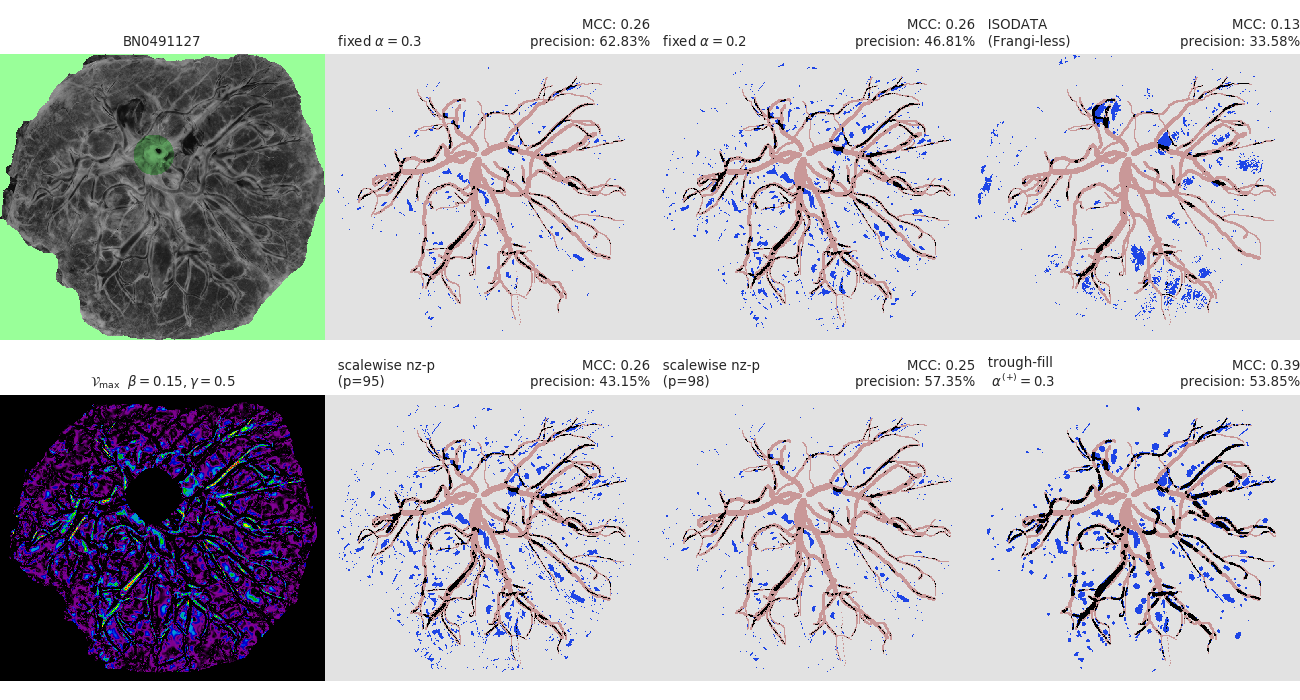 BN0491127
fixed α = 0.3
MCC: 0.26
precision: 62.83%
fixed α = 0.2
MCC: 0.26
precision: 46.81%
ISODATA
(Frangi-less)
MCC: 0.13
precision: 33.58%
𝒱max β = 0.15, γ = 0.5
scalewise nz-p
(p=95)
MCC: 0.26
precision: 43.15%
scalewise nz-p
(p=98)
MCC: 0.25
precision: 57.35%
trough-fill
α(+) = 0.3
MCC: 0.39
precision: 53.85%